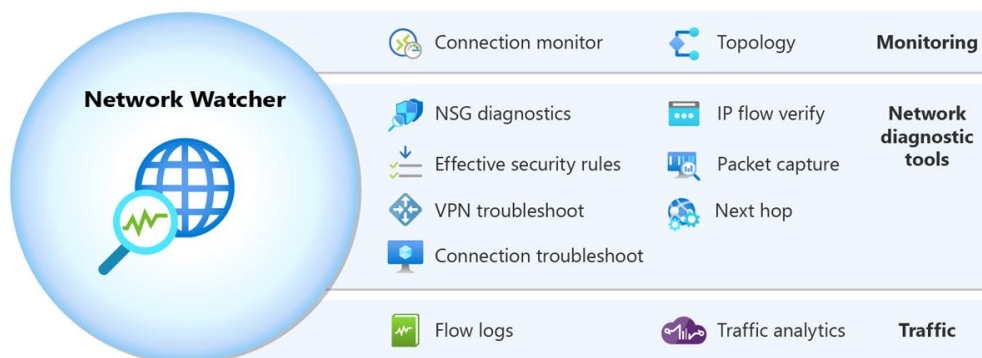 Network Watcher
Connection monitor
Topology
Monitoring
NSG diagnostics
IP flow verify
Network
diagnostic
tools
Effective security rules
Packet capture
VPN troubleshoot
Next hop
Connection troubleshoot
Flow logs
Traffic analytics
Traffic